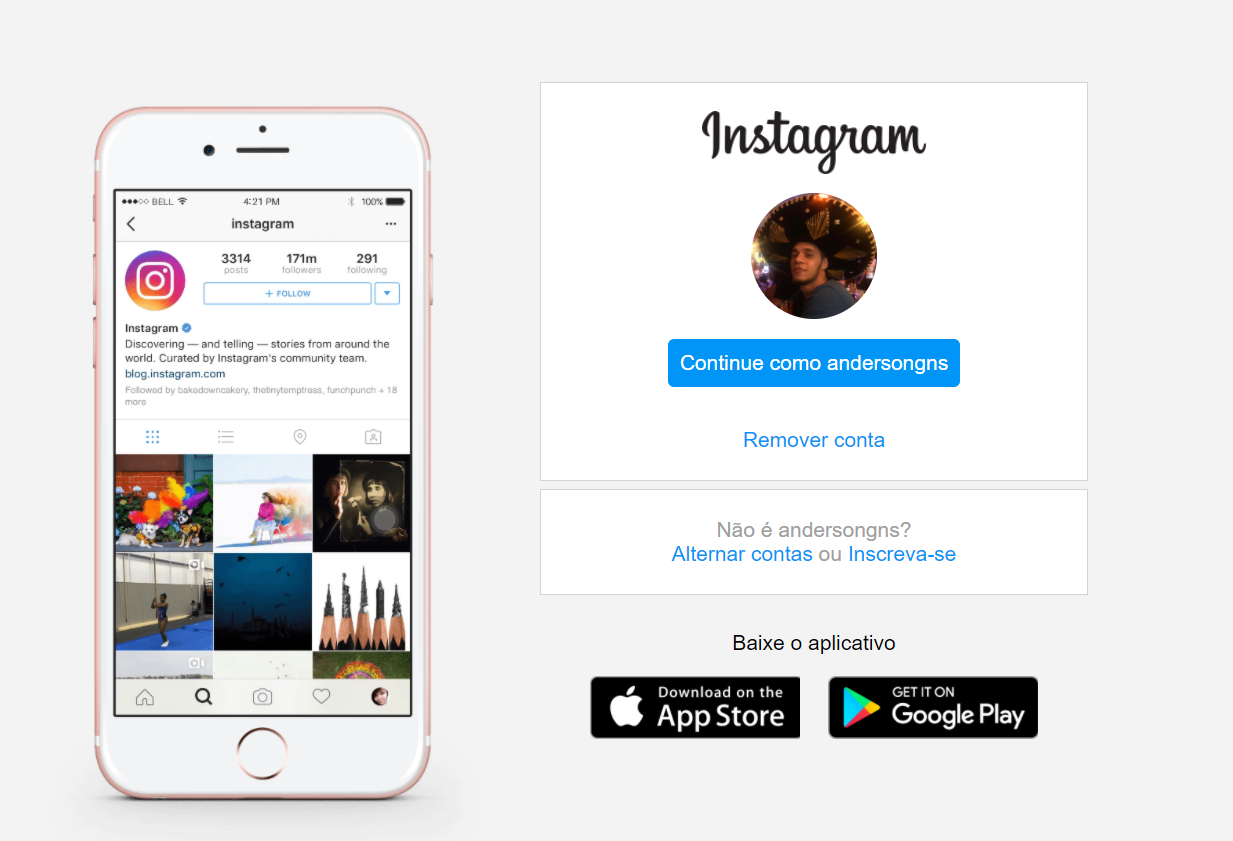 ●●●○○ BELL 4:21 PM 100%
instagram
3314 171m 291
posts followers following
+ FOLLOW
Instagram
Discovering — and telling — stories from around the
world. Curated by Instagram's community team.
blog.instagram.com
Followed by bakedowncakery, thetinytemptress, funchpunch + 18
more
Instagram
Continue como andersongns
Remover conta
Não é andersongns?
Alternar contas ou Inscreva-se
Baixe o aplicativo
Download on the
App Store
GET IT ON
Google Play